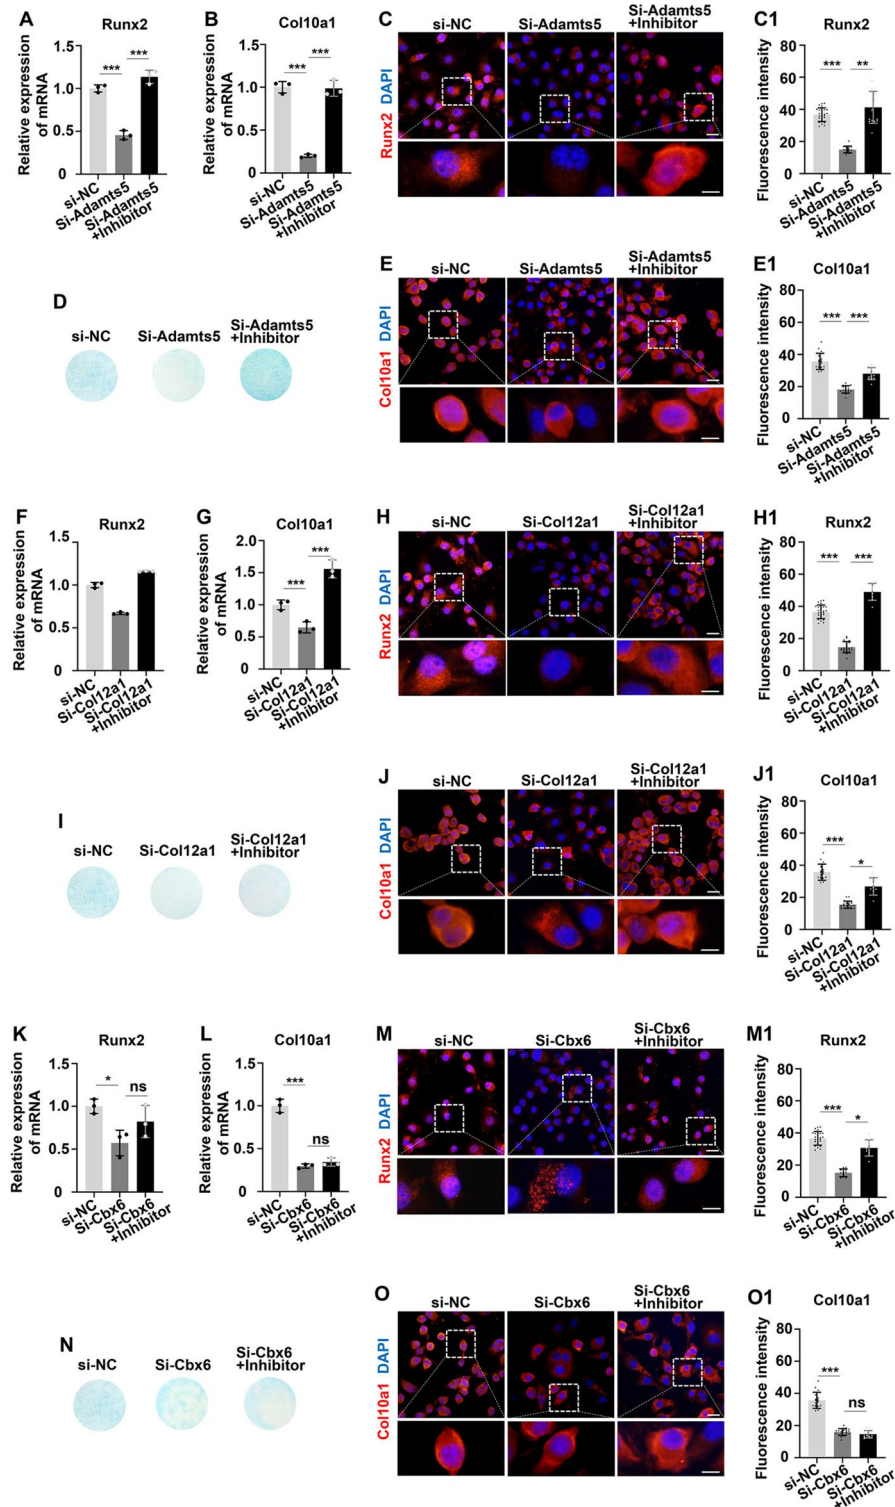 A
Runx2
Relative expression
of mRNA
1.5
1.0
0.5
0
***
***
si-NC
Si-Adamts5
Si-Adamts5
+Inhibitor
B
Col10a1
Relative expression
of mRNA
1.5
1.0
0.5
0
***
***
si-NC
Si-Adamts5
Si-Adamts5
+Inhibitor
C
si-NC
Si-Adamts5
Si-Adamts5
+Inhibitor
Runx2 DAPI
C1
Runx2
Fluorescence intensity
80
60
40
20
0
***
**
si-NC
Si-Adamts5
Si-Adamts5
+Inhibitor
D
si-NC
Si-Adamts5
Si-Adamts5
+Inhibitor
E
si-NC
Si-Adamts5
Si-Adamts5
+Inhibitor
Col10a1 DAPI
E1
Col10a1
Fluorescence intensity
80
60
40
20
0
***
***
si-NC
Si-Adamts5
Si-Adamts5
+Inhibitor
F
Runx2
Relative expression
of mRNA
1.5
1.0
0.5
0
si-NC
Si-Col12a1
Si-Col12a1
+Inhibitor
G
Col10a1
Relative expression
of mRNA
2.0
1.5
1.0
0.5
0
***
***
si-NC
Si-Col12a1
Si-Col12a1
+Inhibitor
H
si-NC
Si-Col12a1
Si-Col12a1
+Inhibitor
Runx2 DAPI
H1
Runx2
Fluorescence intensity
80
60
40
20
0
***
***
si-NC
Si-Col12a1
Si-Col12a1
+Inhibitor
I
si-NC
Si-Col12a1
Si-Col12a1
+Inhibitor
J
si-NC
Si-Col12a1
Si-Col12a1
+Inhibitor
Col10a1 DAPI
J1
Col10a1
Fluorescence intensity
80
60
40
20
0
***
*
si-NC
Si-Col12a1
Si-Col12a1
+Inhibitor
K
Runx2
Relative expression
of mRNA
1.5
1.0
0.5
0
*
ns
si-NC
Si-Cbx6
Si-Cbx6
+Inhibitor
L
Col10a1
Relative expression
of mRNA
1.5
1.0
0.5
0
***
ns
si-NC
Si-Cbx6
Si-Cbx6
+Inhibitor
M
si-NC
Si-Cbx6
Si-Cbx6
+Inhibitor
Runx2 DAPI
M1
Runx2
Fluorescence intensity
80
60
40
20
0
***
*
si-NC
Si-Cbx6
Si-Cbx6
+Inhibitor
N
si-NC
Si-Cbx6
Si-Cbx6
+Inhibitor
O
si-NC
Si-Cbx6
Si-Cbx6
+Inhibitor
Col10a1 DAPI
O1
Col10a1
Fluorescence intensity
80
60
40
20
0
***
ns
si-NC
Si-Cbx6
Si-Cbx6
+Inhibitor